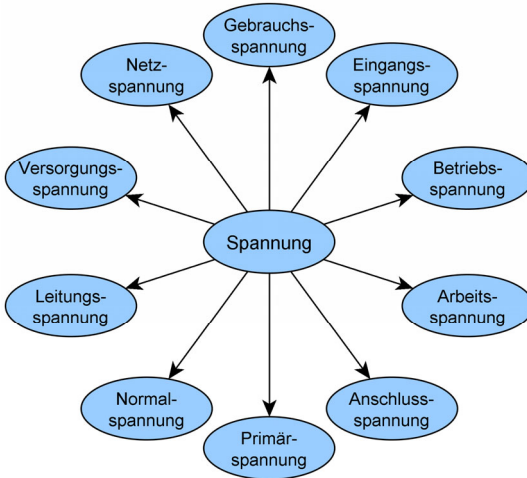 Gebrauchs-
spannung
Netz-
spannung
Eingangs-
spannung
Versorgungs-
spannung
Betriebs-
spannung
Spannung
Leitungs-
spannung
Arbeits-
spannung
Normal-
spannung
Anschluss-
spannung
Primär-
spannung